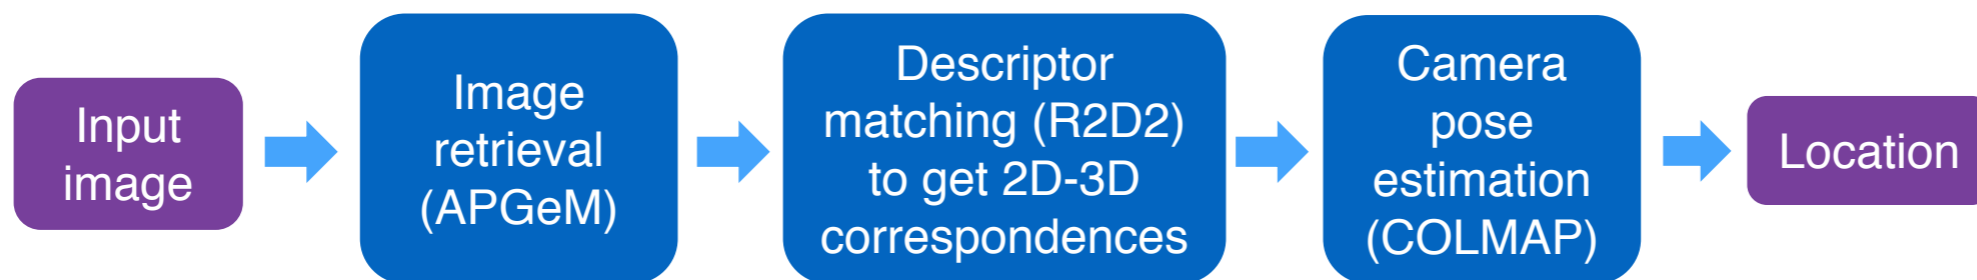 Input
image
Image
retrieval
(APGeM)
Descriptor
matching (R2D2)
to get 2D-3D
correspondences
Camera
pose
estimation
(COLMAP)
Location